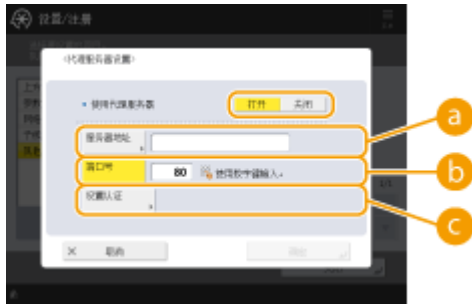 设置/注册
<代理服务器设置>
▪ 使用代理服务器
打开
关闭
服务器地址
a
端口号
80
使用数字键输入。
b
设置认证
c
1/1
× 取消
确定